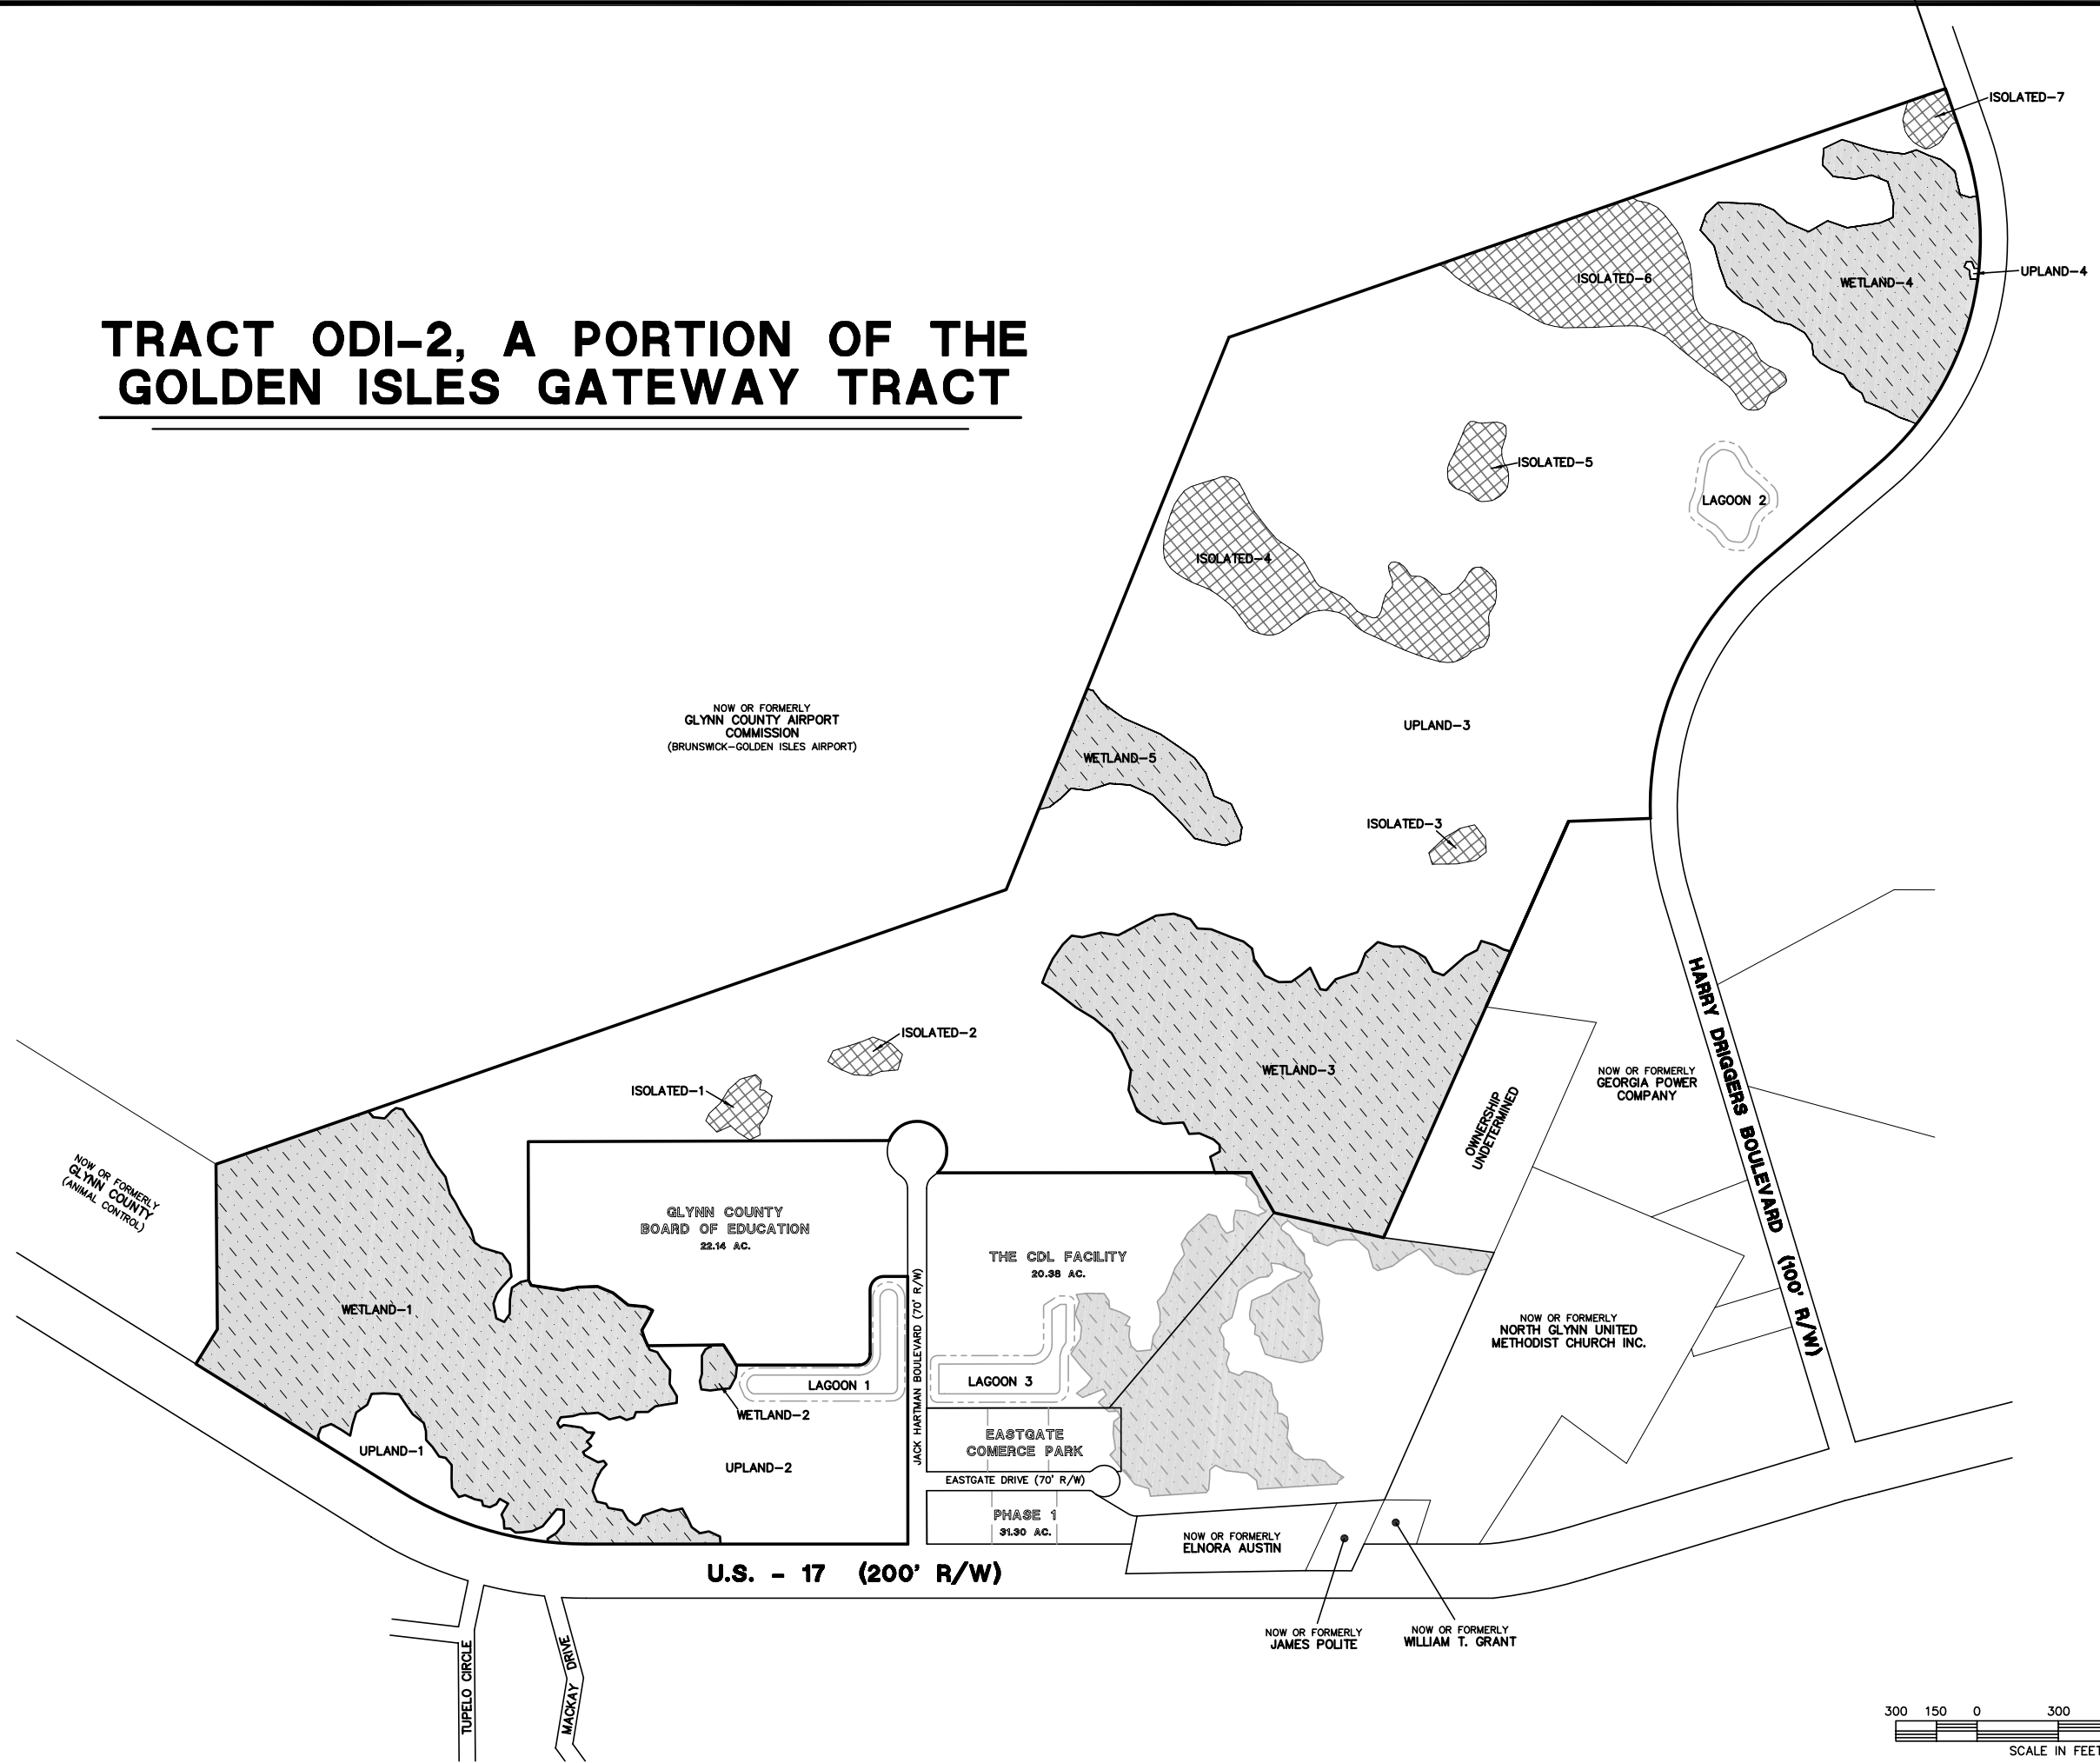 ISOLATED-7
UPLAND-4
ISOLATED-6
WETLAND-4
TRACT ODI-2, A PORTION OF THE
GOLDEN ISLES GATEWAY TRACT
ISOLATED-5
LAGOON 2
ISOLATED-4
NOW OR FORMERLY
GLYNN COUNTY AIRPORT
COMMISSION
(BRUNSWICK-GOLDEN ISLES AIRPORT)
UPLAND-3
WETLAND-5
ISOLATED-3
ISOLATED-2
ISOLATED-1
WETLAND-3
OWNERSHIP
UNDETERMINED
NOW OR FORMERLY
GEORGIA POWER
COMPANY
HARRY DRIGGERS BOULEVARD (100' R/W)
NOW OR FORMERLY
GLYNN COUNTY
(ANIMAL CONTROL)
GLYNN COUNTY
BOARD OF EDUCATION
22.14 AC.
THE CDL FACILITY
20.38 AC.
WETLAND-1
JACK HARTMAN BOULEVARD (70' R/W)
NOW OR FORMERLY
NORTH GLYNN UNITED
METHODIST CHURCH INC.
LAGOON 1
LAGOON 3
WETLAND-2
UPLAND-1
UPLAND-2
EASTGATE
COMERCE PARK
EASTGATE DRIVE (70' R/W)
PHASE 1
31.30 AC.
NOW OR FORMERLY
ELNORA AUSTIN
U.S. - 17 (200' R/W)
NOW OR FORMERLY
JAMES POLITE
NOW OR FORMERLY
WILLIAM T. GRANT
TUPELO CIRCLE
MACKAY DRIVE
300 150 0 300
SCALE IN FEET